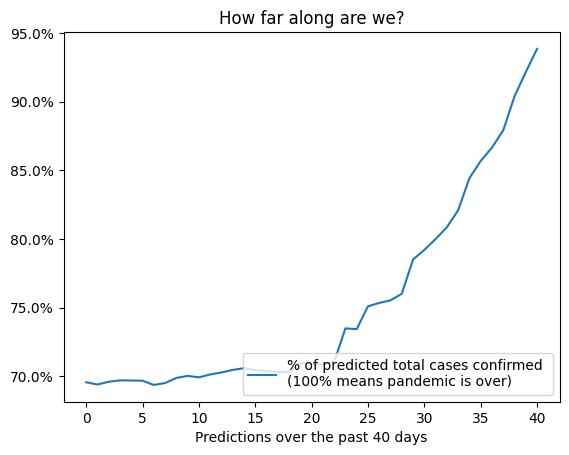 How far along are we?
95.0%
90.0%
85.0%
80.0%
75.0%
70.0%
% of predicted total cases confirmed
(100% means pandemic is over)
0 5 10 15 20 25 30 35 40
Predictions over the past 40 days